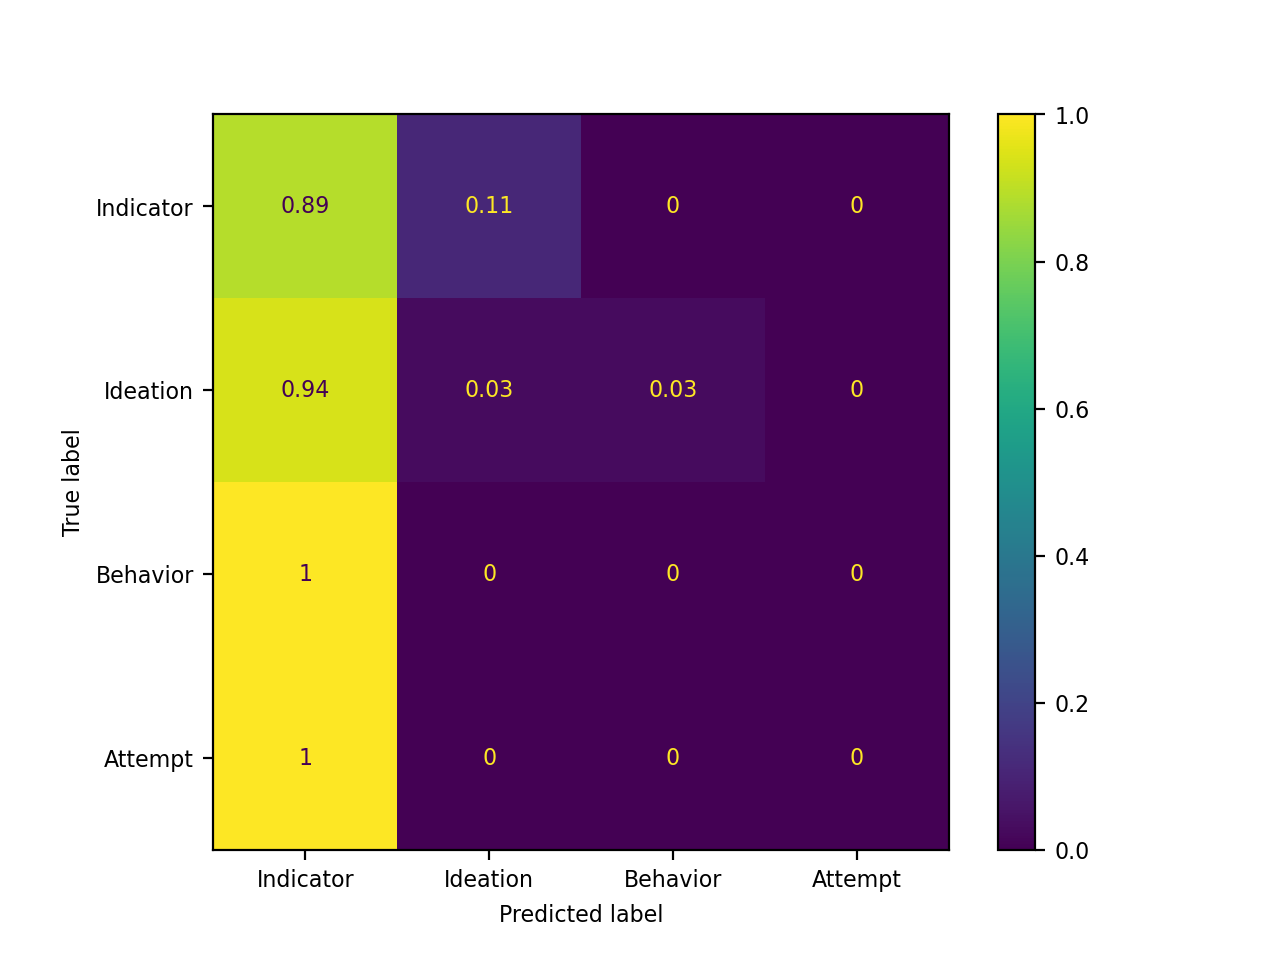 Indicator 0.89 0.11 0 0
Ideation 0.94 0.03 0.03 0
Behavior 1 0 0 0
Attempt 1 0 0 0
Indicator Ideation Behavior Attempt
Predicted label
True label
1.0
0.8
0.6
0.4
0.2
0.0